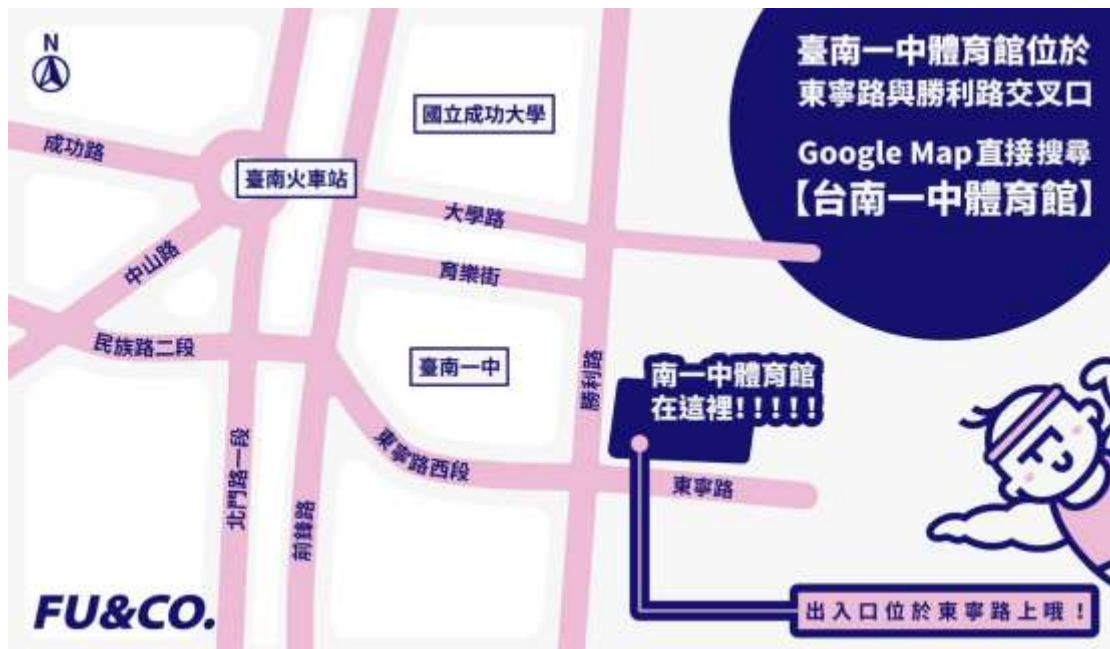 N
臺南一中體育館位於
東寧路與勝利路交叉口
Google Map直接搜尋
【台南一中體育館】
國立成功大學
成功路
臺南火車站
大學路
中山路
育樂街
民族路二段
臺南一中
勝利路
南一中體育館
在這裡!!!!!
東寧路西段
北門路一段
東寧路
前鋒路
FU&CO.
出入口位於東寧路上哦!